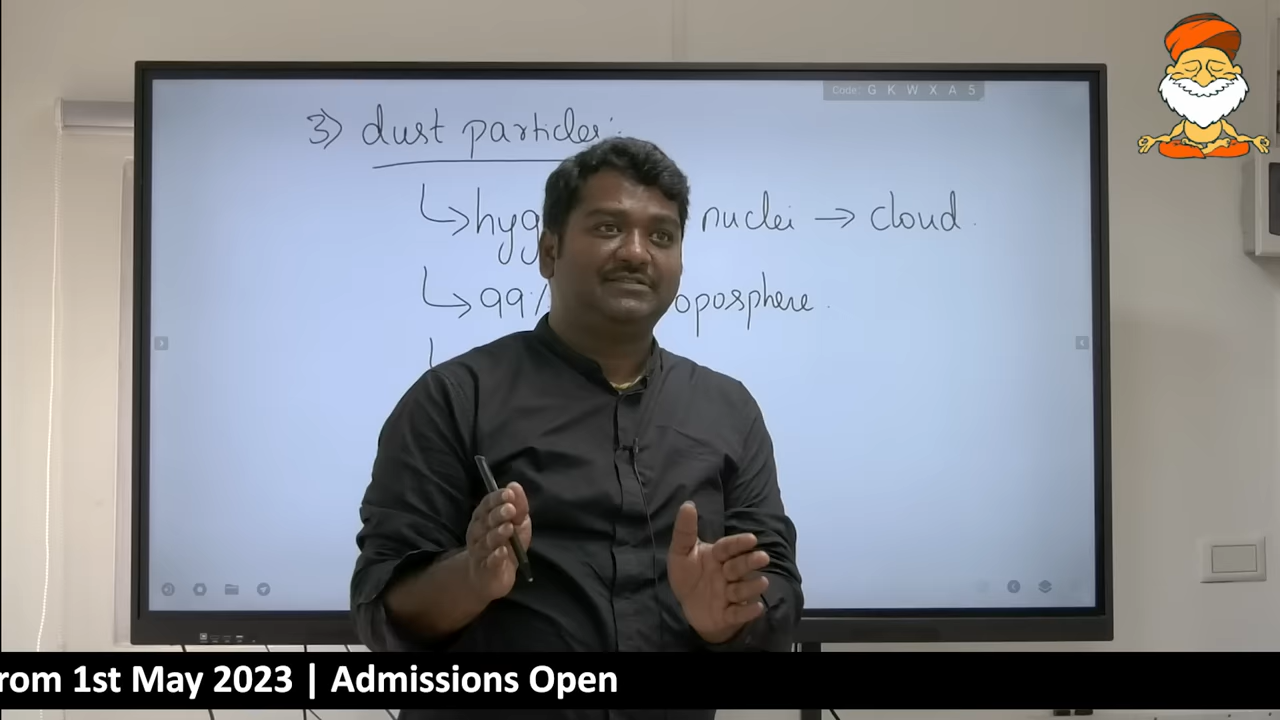 Code: G K W X A 5
3) dust particles:
↳ hyg nuclei → cloud.
↳ 99% oposphere.
rom 1st May 2023 | Admissions Open